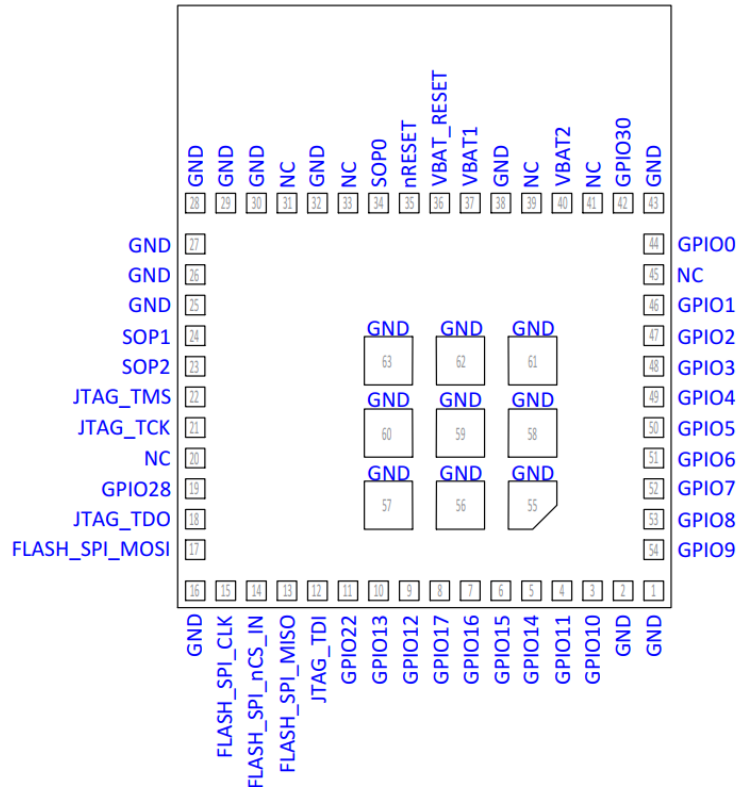 GND
GND
GND
NC
GND
NC
SOP0
nRESET
VBAT_RESET
VBAT1
GND
NC
VBAT2
NC
GPIO30
GND
28 29 30 31 32 33 34 35 36 37 38 39 40 41 42 43
GND 27 44 GPIO0
GND 26 45 NC
GND 25 46 GPIO1
SOP1 24 47 GPIO2
SOP2 23 48 GPIO3
JTAG_TMS 22 49 GPIO4
JTAG_TCK 21 50 GPIO5
NC 20 51 GPIO6
GPIO28 19 52 GPIO7
JTAG_TDO 18 53 GPIO8
FLASH_SPI_MOSI 17 54 GPIO9
GND GND GND
63 62 61
GND GND GND
60 59 58
GND GND GND
57 56 55
16 15 14 13 12 11 10 9 8 7 6 5 4 3 2 1
GND
FLASH_SPI_CLK
FLASH_SPI_nCS_IN
FLASH_SPI_MISO
JTAG_TDI
GPIO22
GPIO13
GPIO12
GPIO17
GPIO16
GPIO15
GPIO14
GPIO11
GPIO10
GND
GND